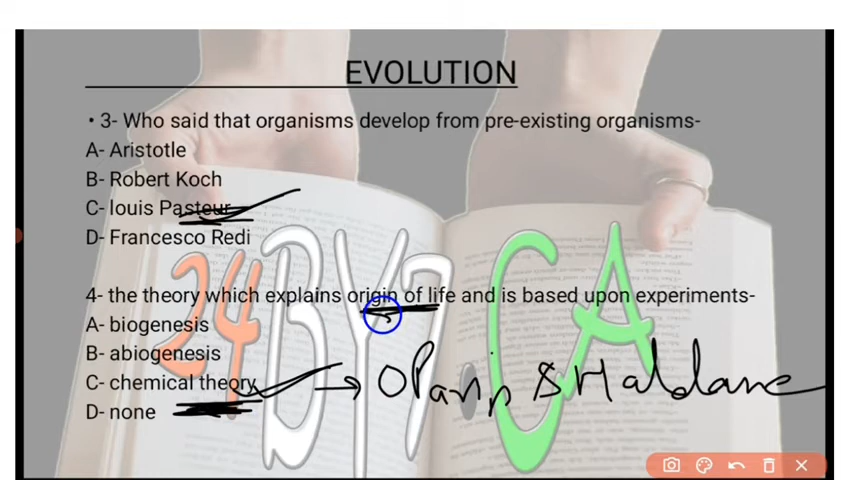 EVOLUTION
• 3- Who said that organisms develop from pre-existing organisms-
A- Aristotle
B- Robert Koch
C- louis Pasteur
D- Francesco Redi
4- the theory which explains origin of life and is based upon experiments-
A- biogenesis
B- abiogenesis
C- chemical theory → OParin & Haldane
D- none
24BY7.CA